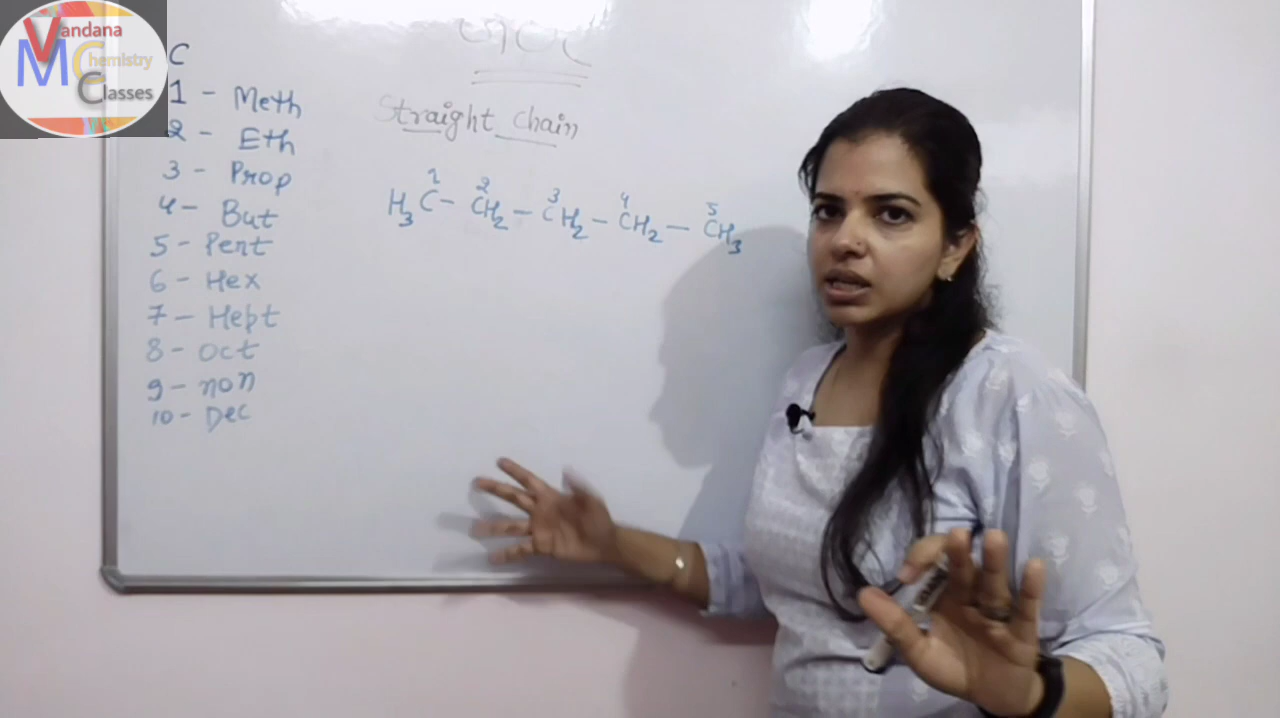 Vandana
Chemistry
Classes
M
C
1 - Meth
2 - Eth
3 - Prop
4 - But
5 - Pent
6 - Hex
7 - Hept
8 - Oct
9 - non
10 - Dec
Straight chain
1 2 3 4 5
H3C - CH2 - CH2 - CH2 - CH3